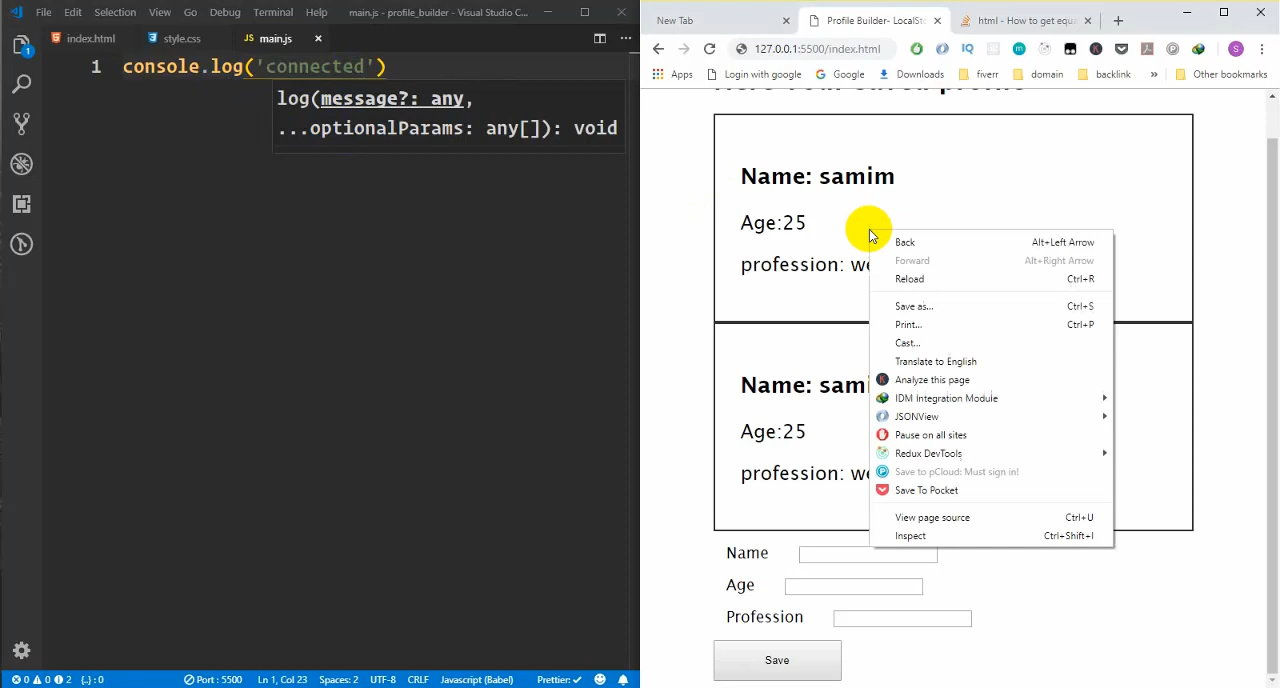 File Edit Selection View Go Debug Terminal Help main.js - profile_builder - Visual Studio C...
index.html style.css JS main.js
1 console.log('connected')
log(message?: any,
...optionalParams: any[]): void
1
0 0 2 {..} : 0 Port : 5500 Ln 1, Col 23 Spaces: 2 UTF-8 CRLF Javascript (Babel) Prettier:
New Tab Profile Builder- LocalSt html - How to get equ
127.0.0.1:5500/index.html IQ m K P S
Apps Login with google Google Downloads fiverr domain backlink » Other bookmarks
Name: samim
Age:25
profession: we
Name: sam
Age:25
profession: we
Back Alt+Left Arrow
Forward Alt+Right Arrow
Reload Ctrl+R
Save as... Ctrl+S
Print... Ctrl+P
Cast...
Translate to English
Analyze this page
IDM Integration Module
JSONView
Pause on all sites
Redux DevTools
Save to pCloud: Must sign in!
Save To Pocket
View page source Ctrl+U
Inspect Ctrl+Shift+I
Name
Age
Profession
Save